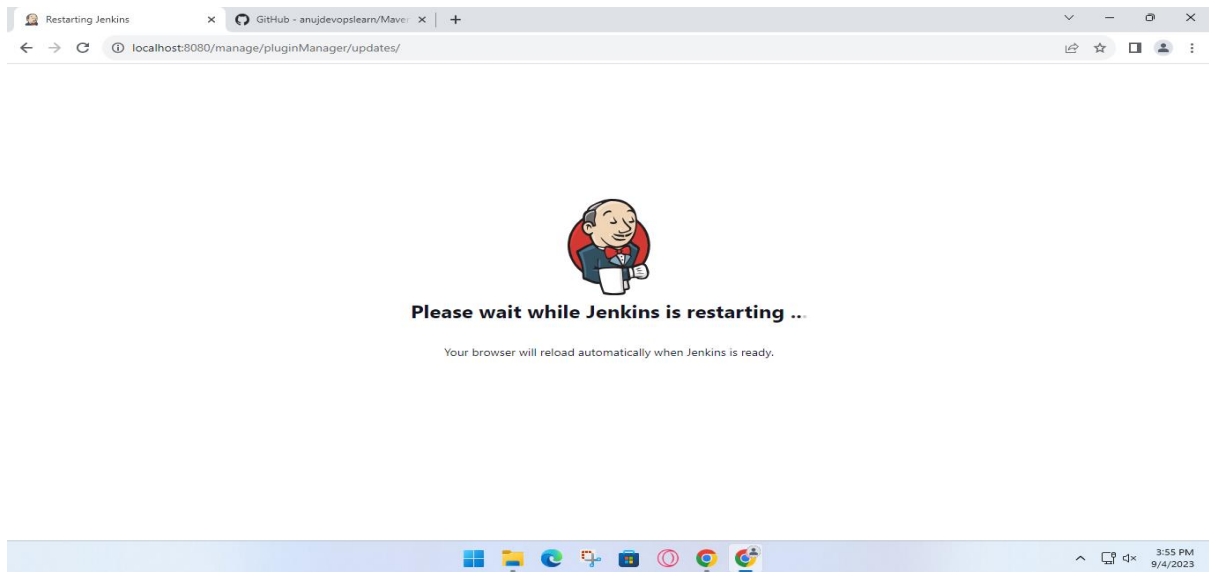 Restarting Jenkins
GitHub - anujdevopslearn/Maven
localhost:8080/manage/pluginManager/updates/
Please wait while Jenkins is restarting ...
Your browser will reload automatically when Jenkins is ready.
3:55 PM
9/4/2023